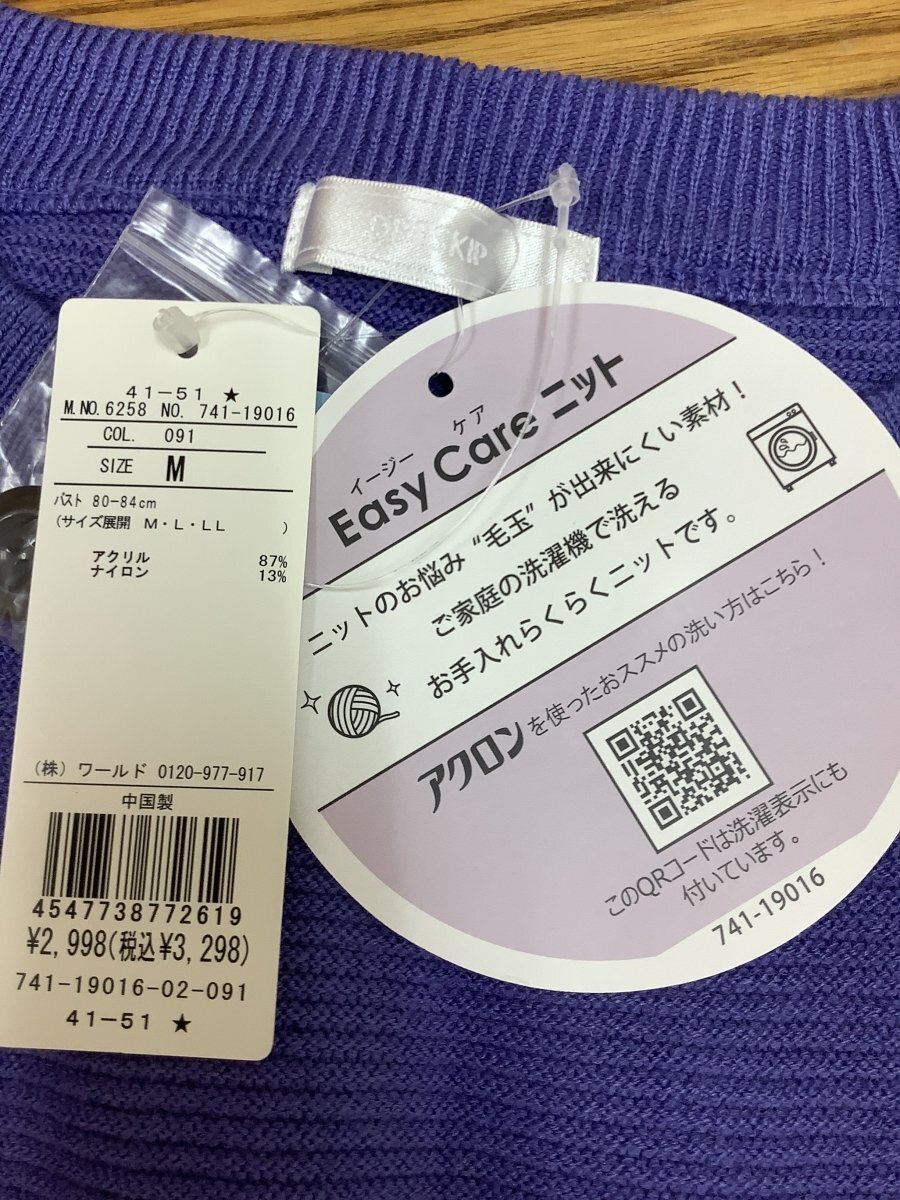 KIP
41-51 ★
M.NO.6258 NO. 741-19016
COL. 091
SIZE M
バスト 80-84cm
(サイズ展開 M・L・LL )
アクリル 87%
ナイロン 13%
(株) ワールド 0120-977-917
中国製
4547738772619
¥2,998(税込¥3,298)
741-19016-02-091
41-51 ★
イージー ケア
Easy Care ニット
ニットのお悩み“毛玉”が出来にくい素材！
ご家庭の洗濯機で洗える
お手入れらくらくニットです。
アクロンを使ったおススメの洗い方はこちら！
このQRコードは洗濯表示にも
付いています。
741-19016